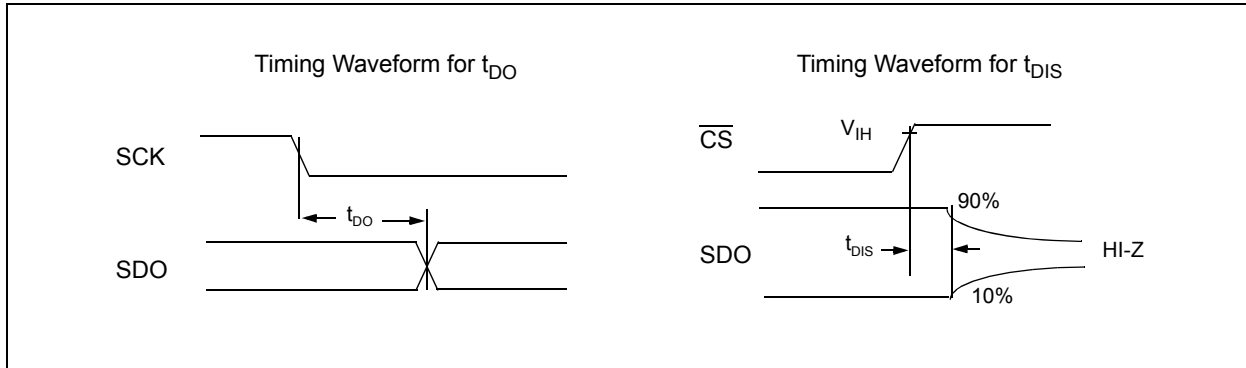 Timing Waveform for tDO
SCK
tDO
SDO
Timing Waveform for tDIS
CS
VIH
90%
tDIS
SDO
HI-Z
10%